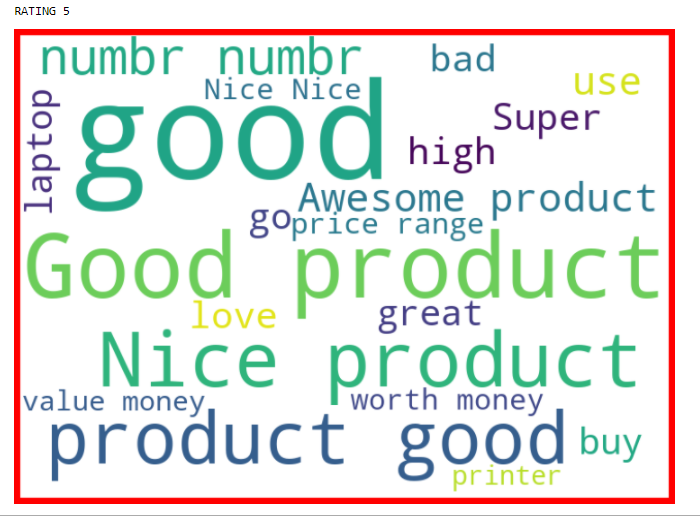 RATING 5
numbr numbr
bad
Nice Nice
use
laptop
good
Super
high
Awesome product
go
price range
Good product
love
great
Nice product
value money
worth money
product good
buy
printer